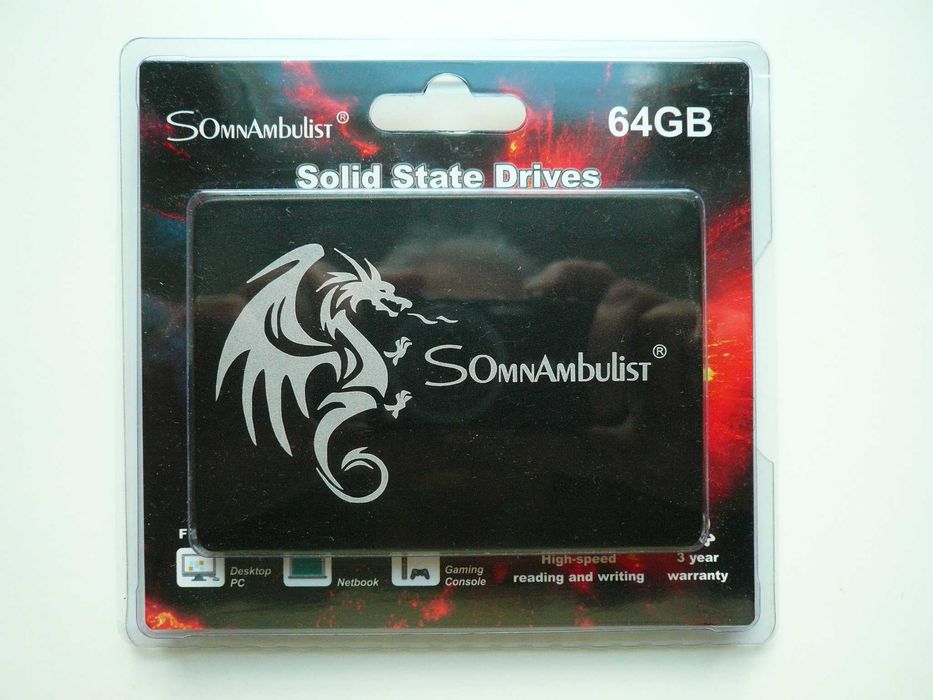 SOmnAmbulist®
64GB
Solid State Drives
SOmnAmbulist®
Desktop
PC
Netbook
Gaming
Console
High-speed
reading and writing
3 year
warranty